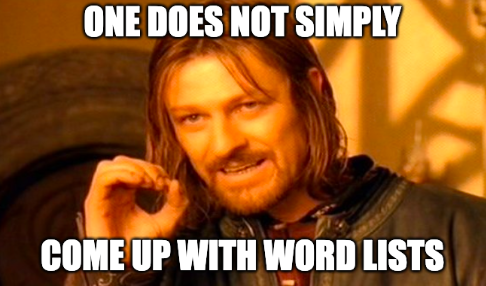 ONE DOES NOT SIMPLY
COME UP WITH WORD LISTS